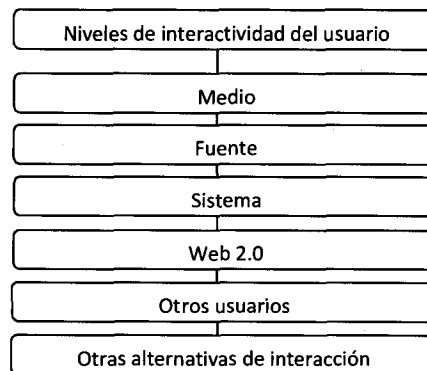 Niveles de interactividad del usuario
Medio
Fuente
Sistema
Web 2.0
Otros usuarios
Otras alternativas de interacción